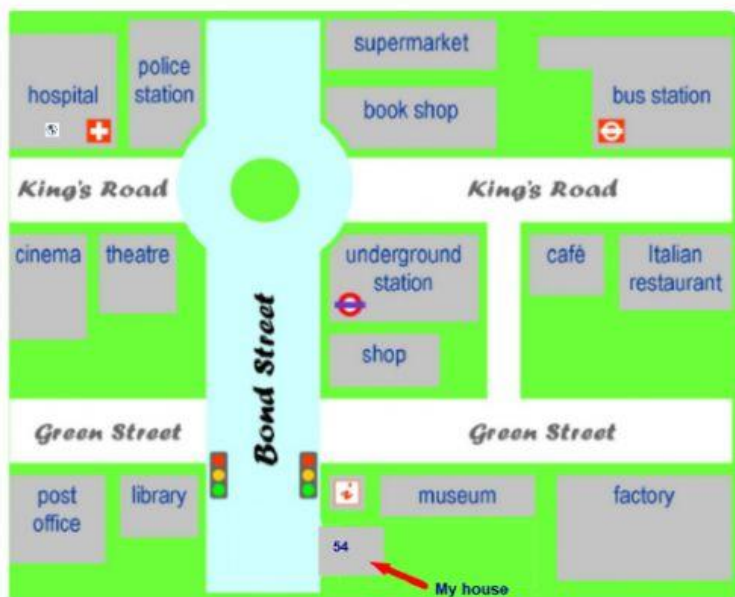 supermarket
police
station
hospital
book shop
bus station
King's Road
King's Road
cinema
theatre
underground
station
café
Italian
restaurant
shop
Bond Street
Green Street
Green Street
post
office
library
i
museum
factory
54
My house